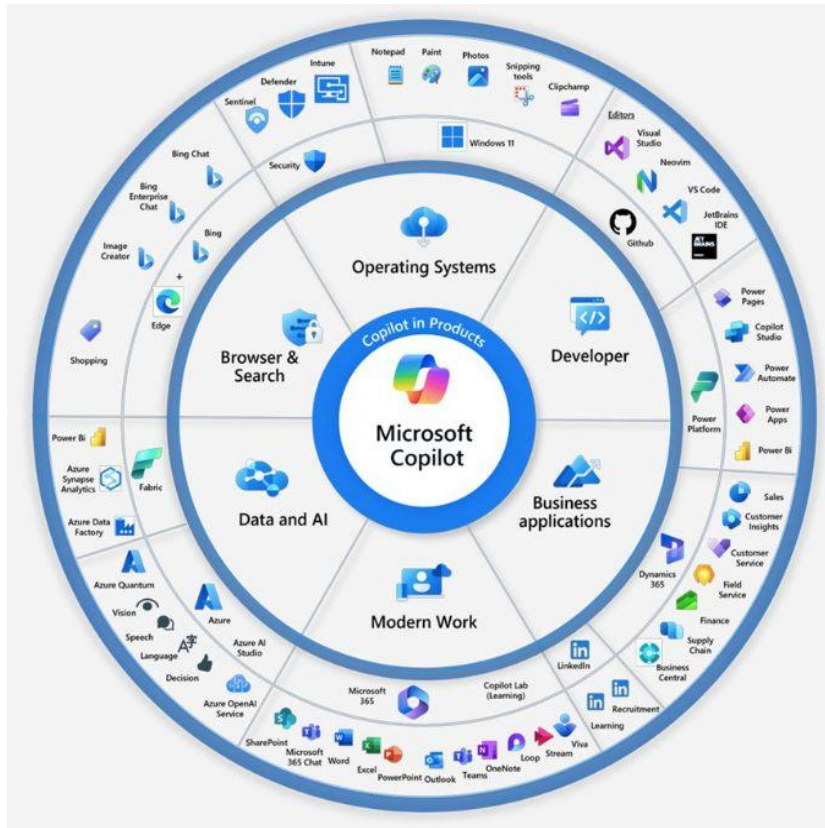 Copilot in Products
Microsoft
Copilot
Operating Systems
Developer
Business
applications
Modern Work
Data and AI
Browser &
Search
Windows 11
Notepad
Paint
Photos
Snipping
tools
Clipchamp
Github
Editors
Visual
Studio
Neovim
VS Code
JetBrains
IDE
JET
BRAINS
Power
Platform
Power
Pages
Copilot
Studio
Power
Automate
Power
Apps
Power Bi
Dynamics
365
Sales
Customer
Insights
Customer
Service
Field
Service
Finance
Supply
Chain
Business
Central
in
LinkedIn
in
Recruitment
in
Learning
Microsoft
365
Copilot Lab
(Learning)
SharePoint
Microsoft
365 Chat
Word
Excel
PowerPoint
Outlook
Teams
OneNote
Loop
Stream
Viva
Azure
Azure AI
Studio
Azure Quantum
Vision
Speech
Language
Decision
Azure OpenAI
Service
Fabric
Power Bi
Azure
Synapse
Analytics
Azure Data
Factory
Edge
+
Bing
Bing Chat
Bing
Enterprise
Chat
Image
Creator
Shopping
Security
Sentinel
Defender
Intune